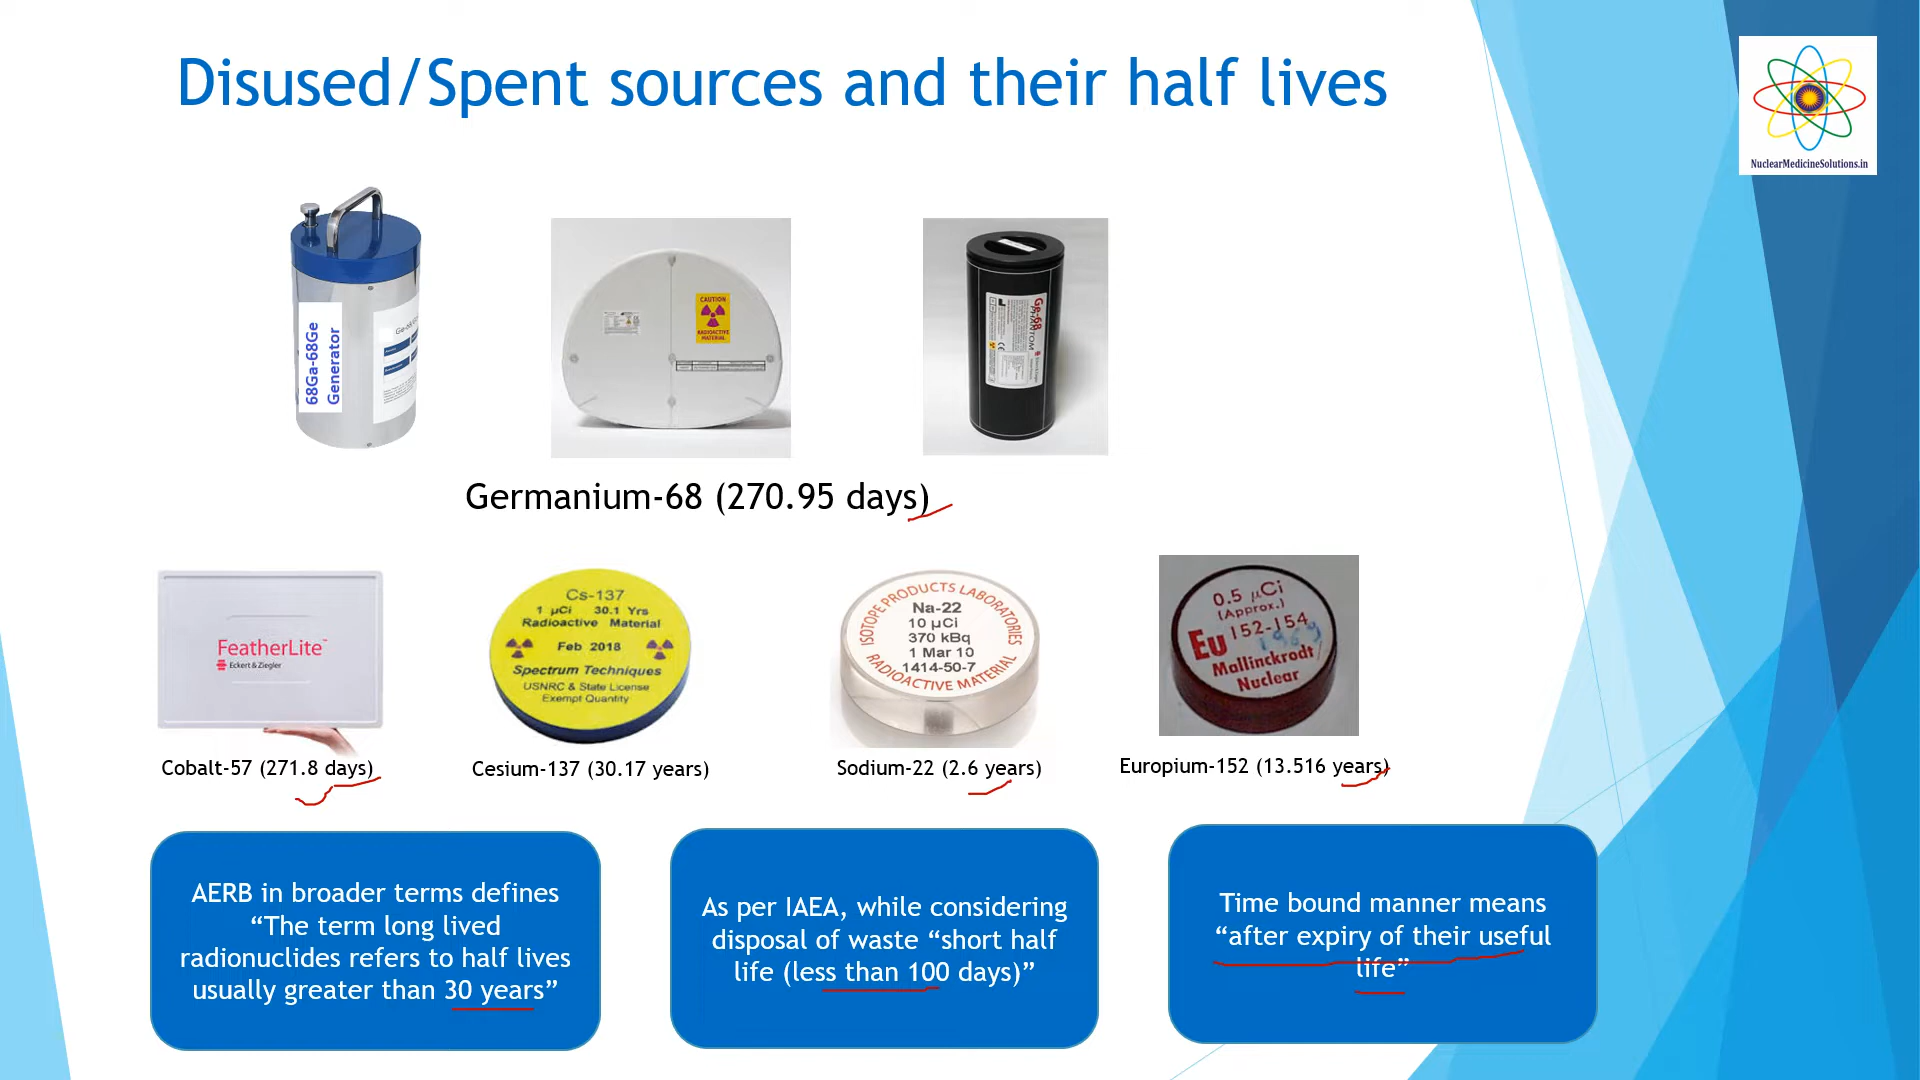 Disused/Spent sources and their half lives
NuclearMedicineSolutions.in
68Ga-68Ge
Generator
CAUTION
RADIOACTIVE
MATERIAL
Ge-68
PHANTOM
Germanium-68 (270.95 days)
FeatherLite™
Eckert & Ziegler
Cs-137
1 µCi 30.1 Yrs
Radioactive Material
Feb 2018
Spectrum Techniques
USNRC & State License
Exempt Quantity
ISOTOPE PRODUCTS LABORATORIES
Na-22
10 µCi
370 kBq
1 Mar 10
1414-50-7
RADIOACTIVE MATERIAL
0.5 µCi
(Approx.)
Eu 152-154
1969
Mallinckrodt
Nuclear
Cobalt-57 (271.8 days)
Cesium-137 (30.17 years)
Sodium-22 (2.6 years)
Europium-152 (13.516 years)
AERB in broader terms defines
“The term long lived
radionuclides refers to half lives
usually greater than 30 years”
As per IAEA, while considering
disposal of waste “short half
life (less than 100 days)”
Time bound manner means
“after expiry of their useful
life”